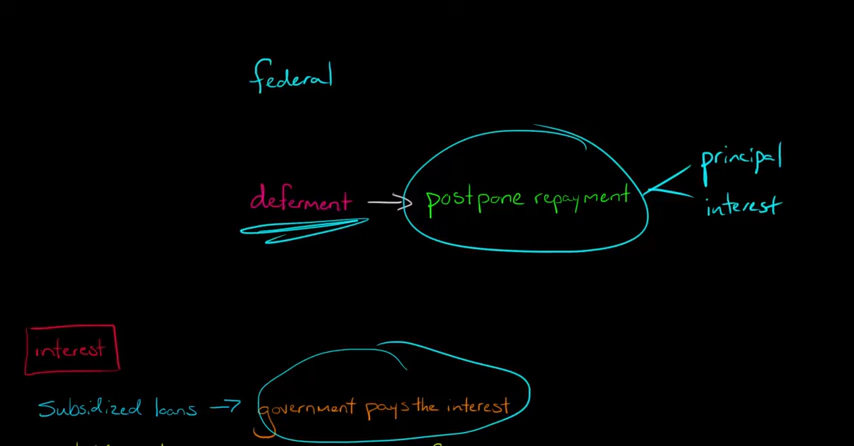 federal
deferment → postpone repayment
principal
interest
interest
Subsidized loans → government pays the interest